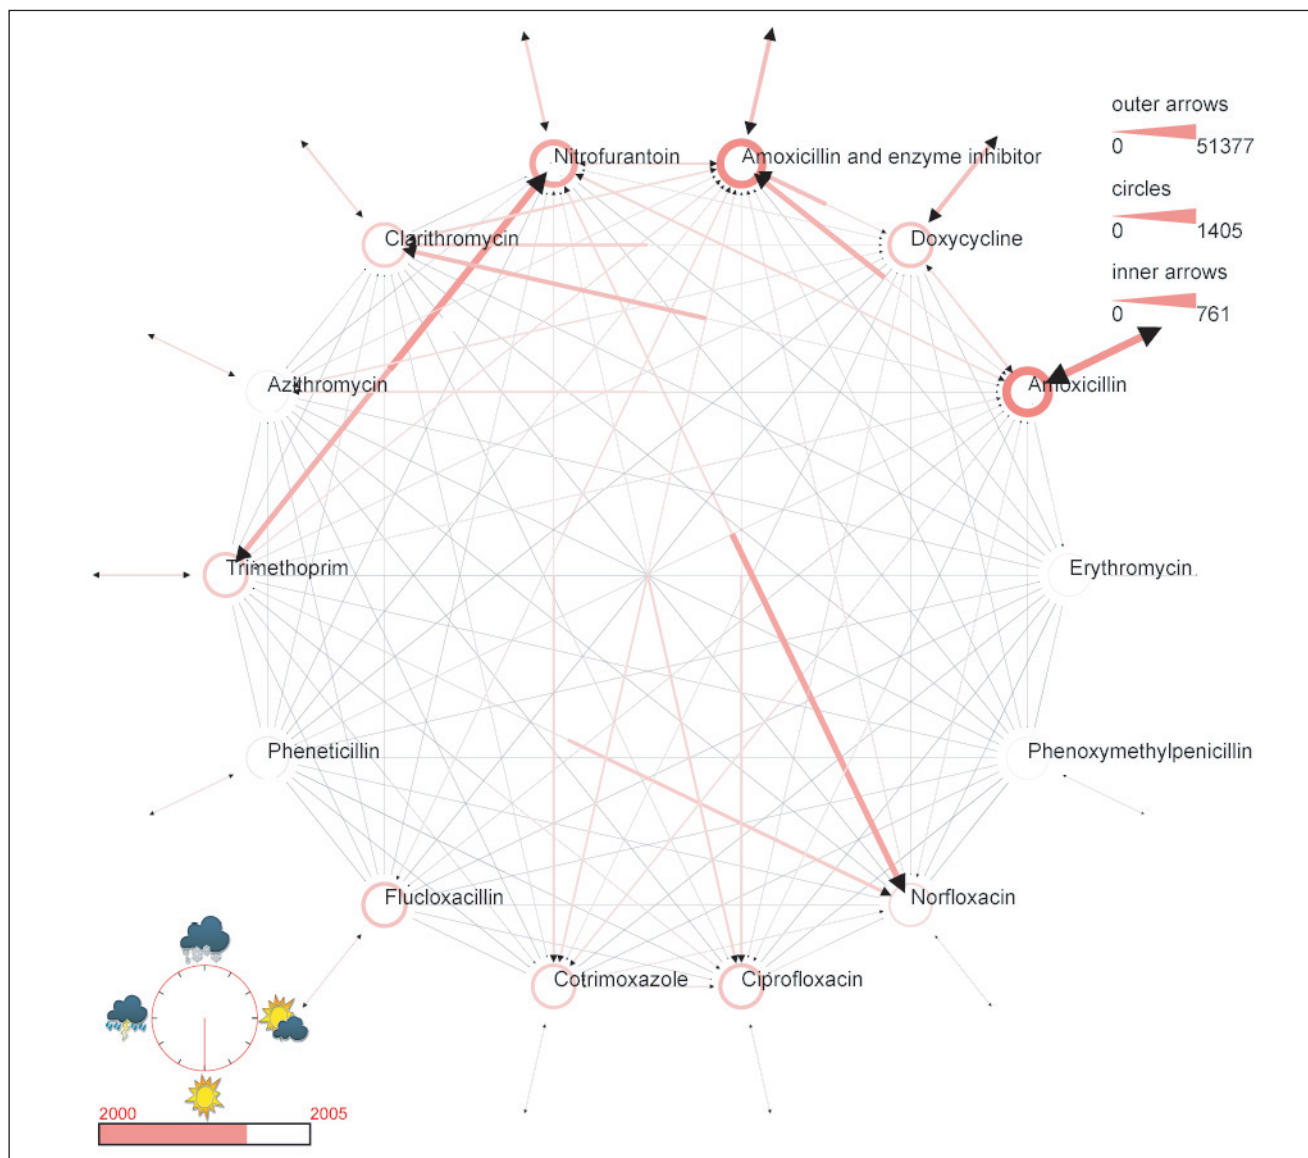 outer arrows
0 51377
circles
0 1405
inner arrows
0 761
Nitrofurantoin
Amoxicillin and enzyme inhibitor
Clarithromycin
Doxycycline
Azithromycin
Amoxicillin
Trimethoprim
Erythromycin
Pheneticillin
Phenoxymethylpenicillin
Flucloxacillin
Norfloxacin
Cotrimoxazole
Ciprofloxacin
2000 2005